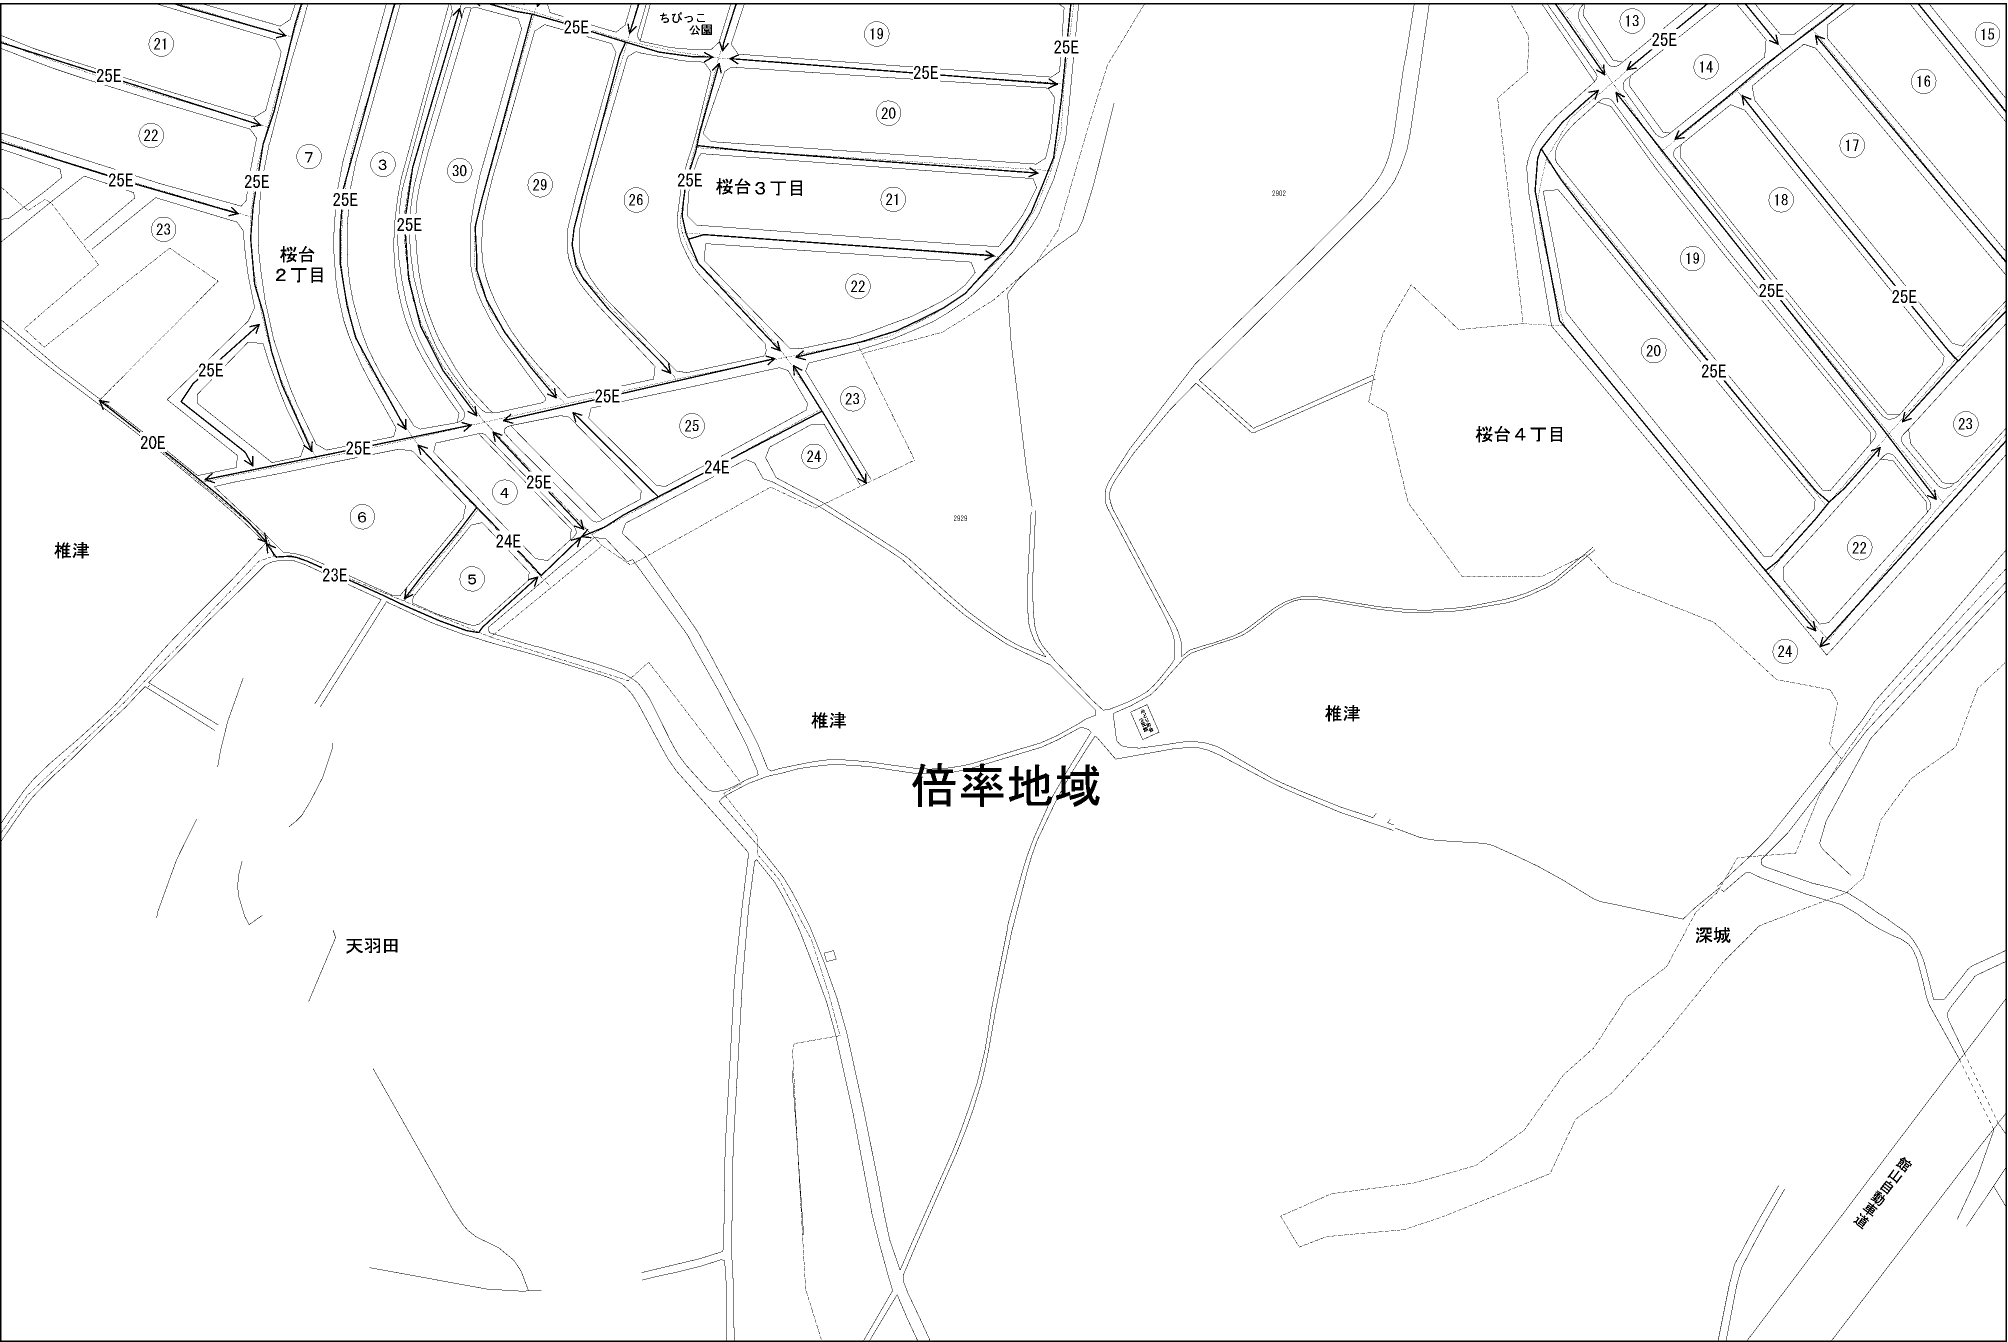 ちびっこ
公園
25E
⑬
⑮
⑲
㉑
25E
25E
⑭
25E
25E
⑯
⑳
㉒
⑦
③
㉚
㉙
25E
25E
25E
桜台３丁目
⑰
25E
㉖
㉑
2902
⑱
㉓
25E
25E
桜台
２丁目
⑲
㉒
25E
25E
⑳
25E
25E
25E
㉓
㉕
㉓
20E
25E
桜台４丁目
24E
㉔
25E
④
⑥
2929
24E
㉒
椎津
23E
⑤
㉔
椎津
椎津
倍率地域
天羽田
深城
館山自動車道